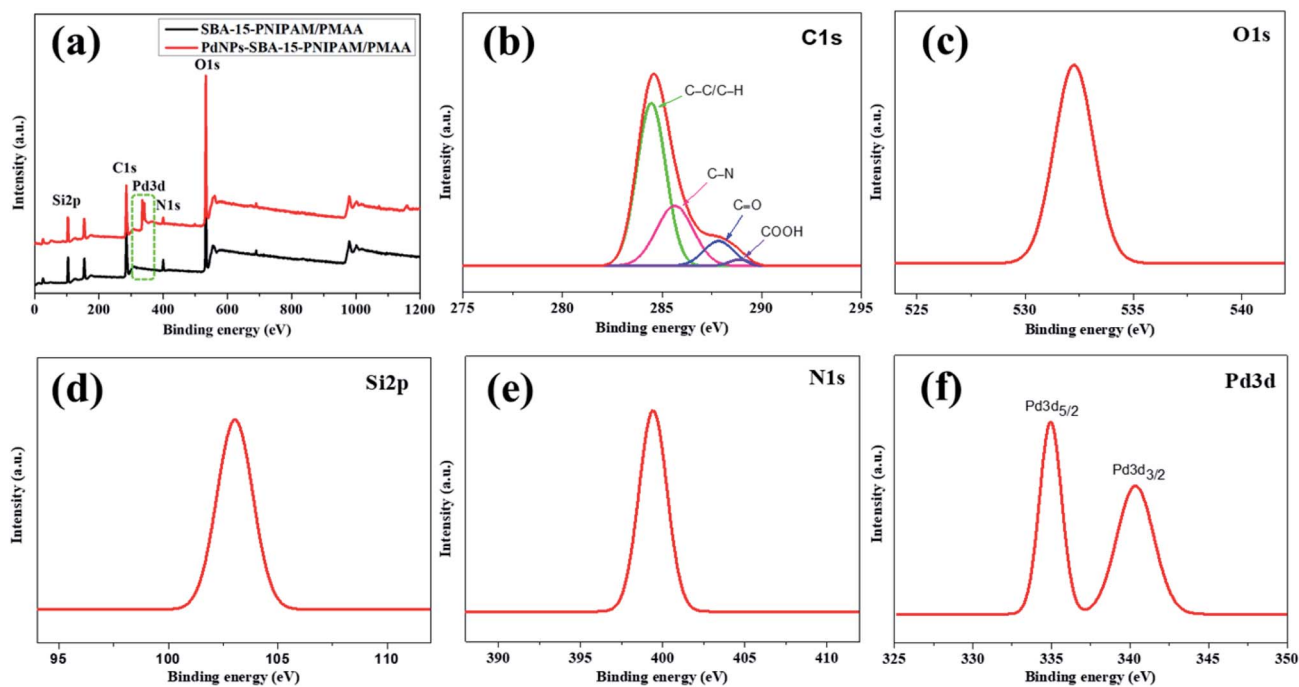 (a)
SBA-15-PNIPAM/PMAA
PdNPs-SBA-15-PNIPAM/PMAA
O1s
C1s
Pd3d
Si2p
N1s
Intensity (a.u.)
0 200 400 600 800 1000 1200
Binding energy (eV)
(b)
C1s
C–C/C–H
C–N
C=O
COOH
Intensity (a.u.)
275 280 285 290 295
Binding energy (eV)
(c)
O1s
Intensity (a.u.)
525 530 535 540
Binding energy (eV)
(d)
Si2p
Intensity (a.u.)
95 100 105 110
Binding energy (eV)
(e)
N1s
Intensity (a.u.)
390 395 400 405 410
Binding energy (eV)
(f)
Pd3d
Pd3d5/2
Pd3d3/2
Intensity (a.u.)
325 330 335 340 345 350
Binding energy (eV)